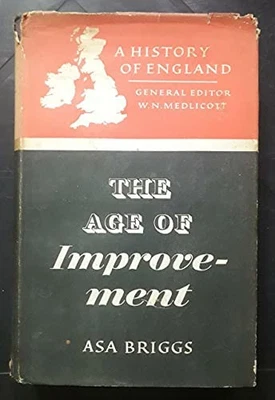 A HISTORY
OF ENGLAND
GENERAL EDITOR
W.N.MEDLICOTT
THE
AGE OF
Improve-
ment
ASA BRIGGS